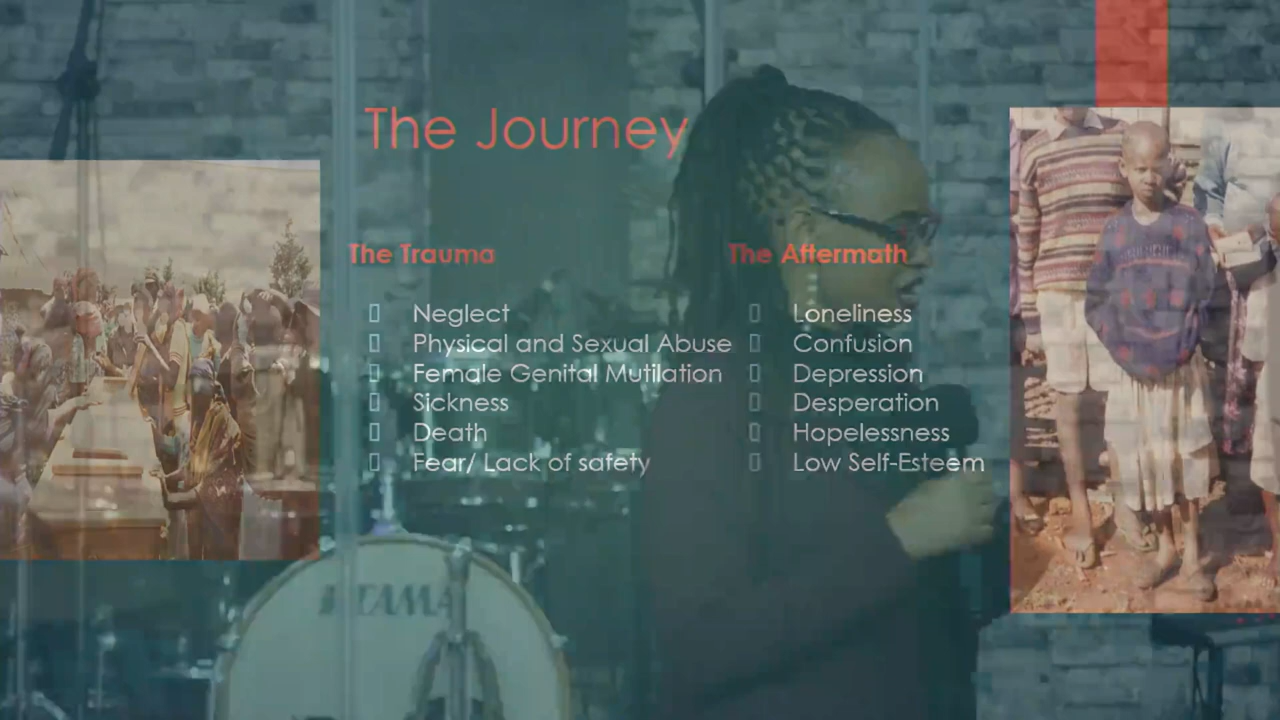 The Journey
The Trauma
Neglect
Physical and Sexual Abuse
Female Genital Mutilation
Sickness
Death
Fear/ Lack of safety
The Aftermath
Loneliness
Confusion
Depression
Desperation
Hopelessness
Low Self-Esteem
TAMA